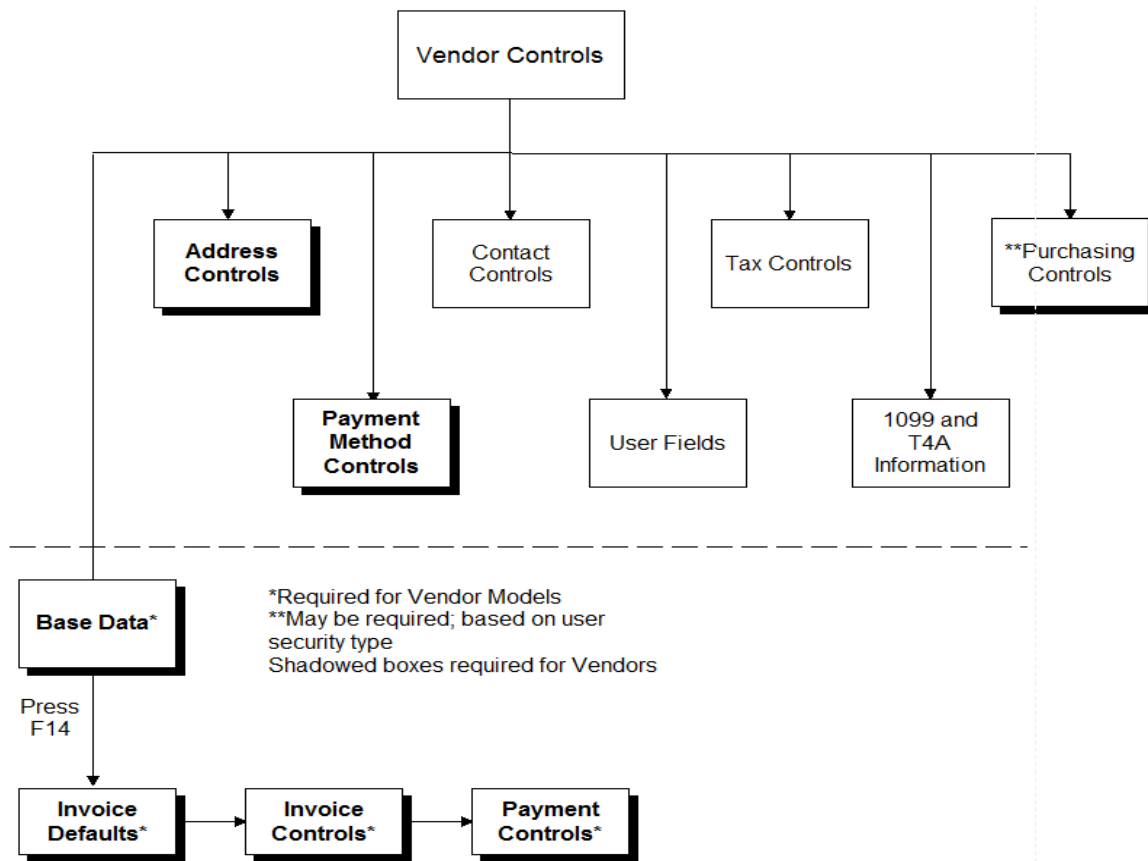 Vendor Controls
Address
Controls
Contact
Controls
Tax Controls
**Purchasing
Controls
Payment
Method
Controls
User Fields
1099 and
T4A
Information
Base Data*
*Required for Vendor Models
**May be required; based on user
security type
Shadowed boxes required for Vendors
Press
F14
Invoice
Defaults*
Invoice
Controls*
Payment
Controls*